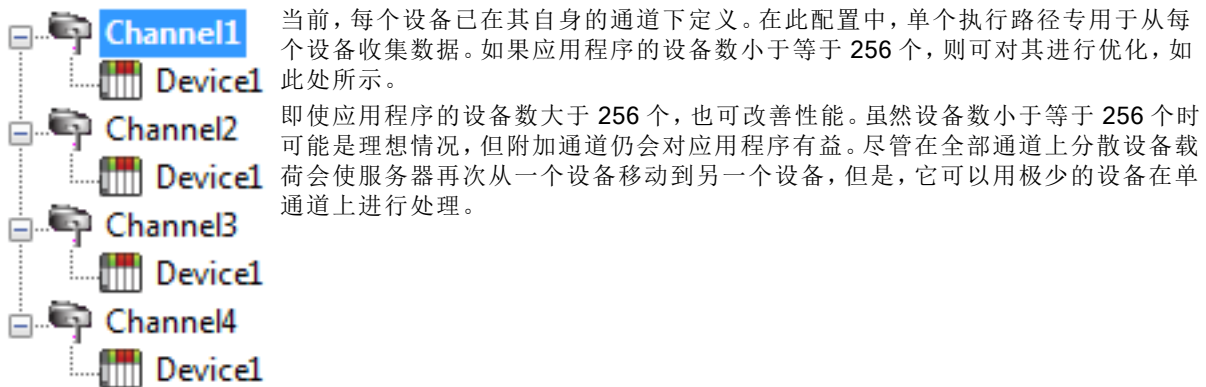 Channel1
Device1
Channel2
Device1
Channel3
Device1
Channel4
Device1
当前，每个设备已在其自身的通道下定义。在此配置中，单个执行路径专用于从每
个设备收集数据。如果应用程序的设备数小于等于 256 个，则可对其进行优化，如
此处所示。
即使应用程序的设备数大于 256 个，也可改善性能。虽然设备数小于等于 256 个时
可能是理想情况，但附加通道仍会对应用程序有益。尽管在全部通道上分散设备载
荷会使服务器再次从一个设备移动到另一个设备，但是，它可以用极少的设备在单
通道上进行处理。